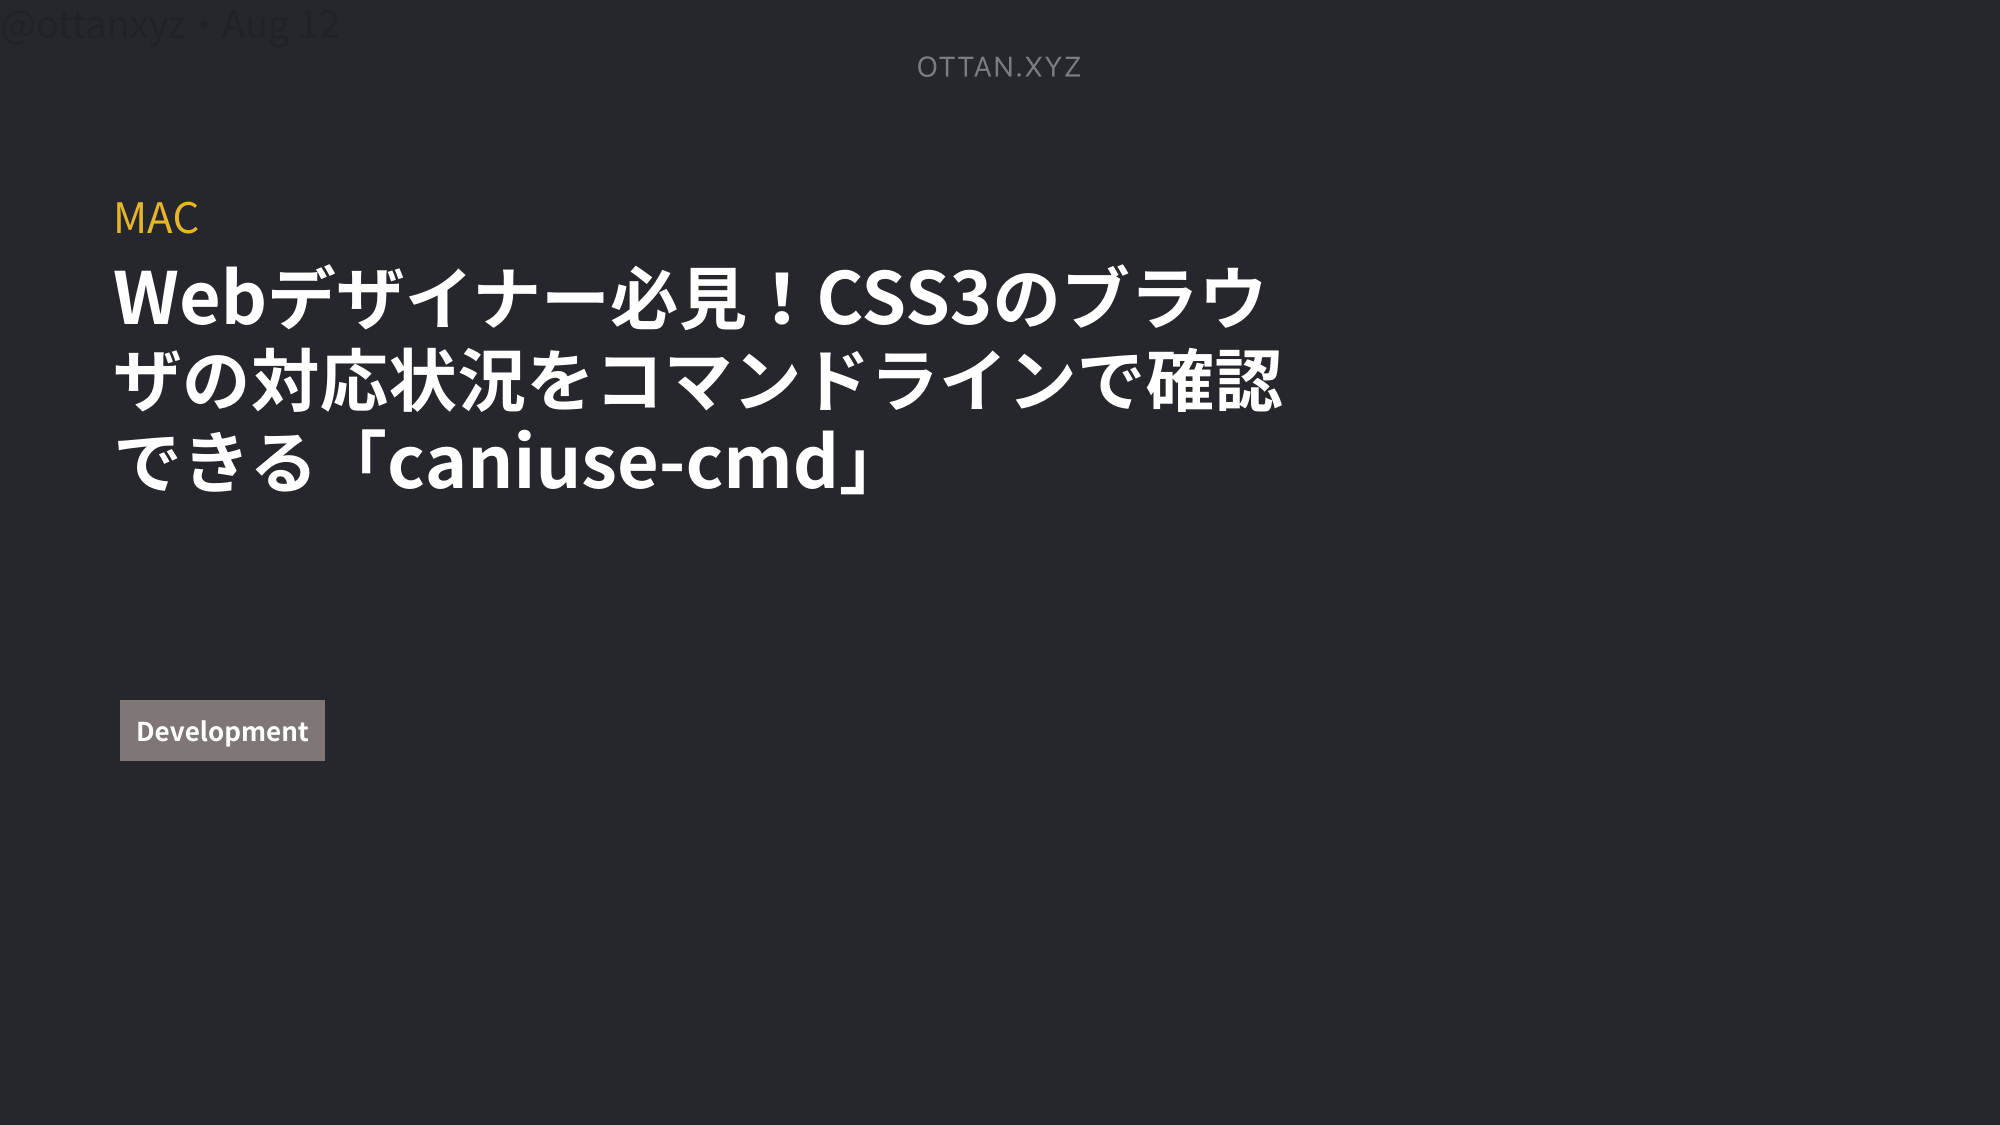 @ottanxyz・Aug 12
OTTAN.XYZ
MAC
Webデザイナー必見！CSS3のブラウ
ザの対応状況をコマンドラインで確認
できる「caniuse-cmd」
Development